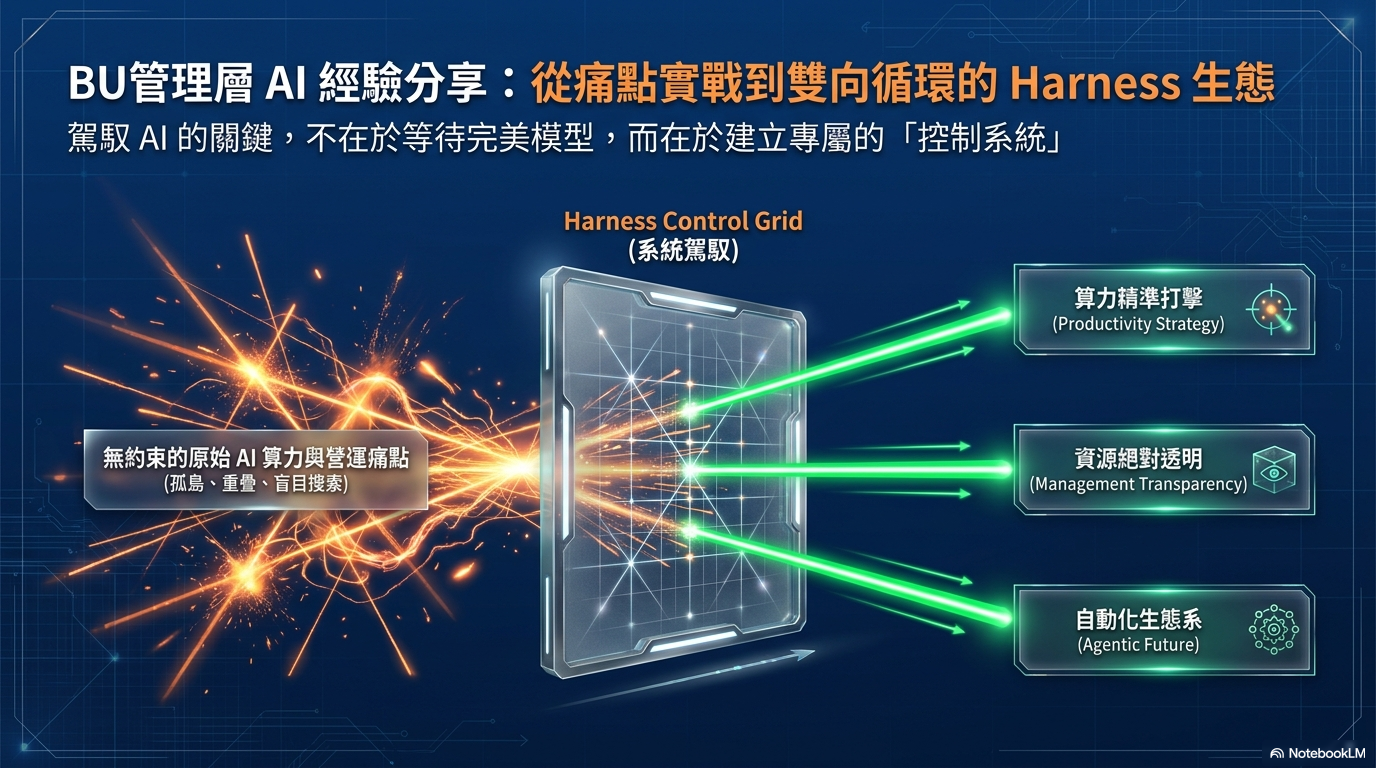 BU管理層 AI 經驗分享：從痛點實戰到雙向循環的 Harness 生態
駕馭 AI 的關鍵，不在於等待完美模型，而在於建立專屬的「控制系統」
Harness Control Grid
(系統駕馭)
無約束的原始 AI 算力與營運痛點
(孤島、重疊、盲目搜索)
算力精準打擊
(Productivity Strategy)
資源絕對透明
(Management Transparency)
自動化生態系
(Agentic Future)
NotebookLM